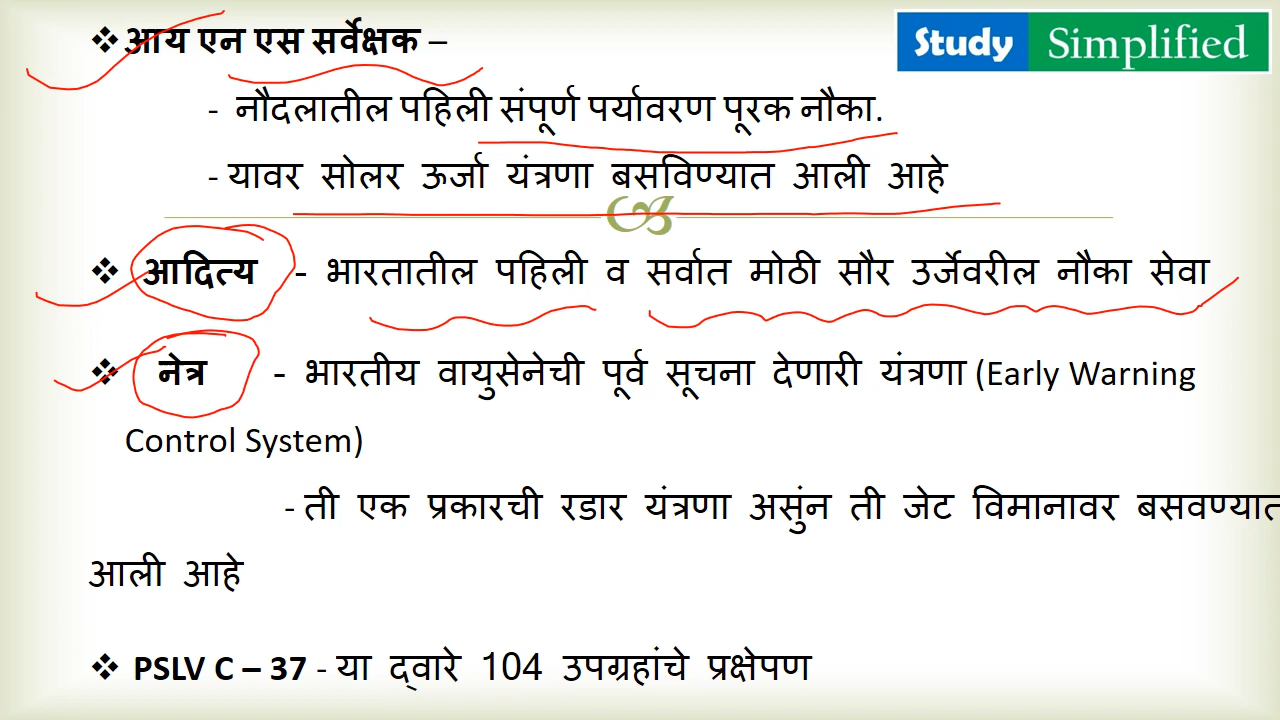 Study Simplified
❖ आय एन एस सर्वेक्षक –
- नौदलातील पहिली संपूर्ण पर्यावरण पूरक नौका.
- यावर सोलर ऊर्जा यंत्रणा बसविण्यात आली आहे
❖ आदित्य - भारतातील पहिली व सर्वात मोठी सौर उर्जेवरील नौका सेवा
❖ नेत्र - भारतीय वायुसेनेची पूर्व सूचना देणारी यंत्रणा (Early Warning
Control System)
- ती एक प्रकारची रडार यंत्रणा असुंन ती जेट विमानावर बसवण्यात
आली आहे
❖ PSLV C – 37 - या द्वारे 104 उपग्रहांचे प्रक्षेपण